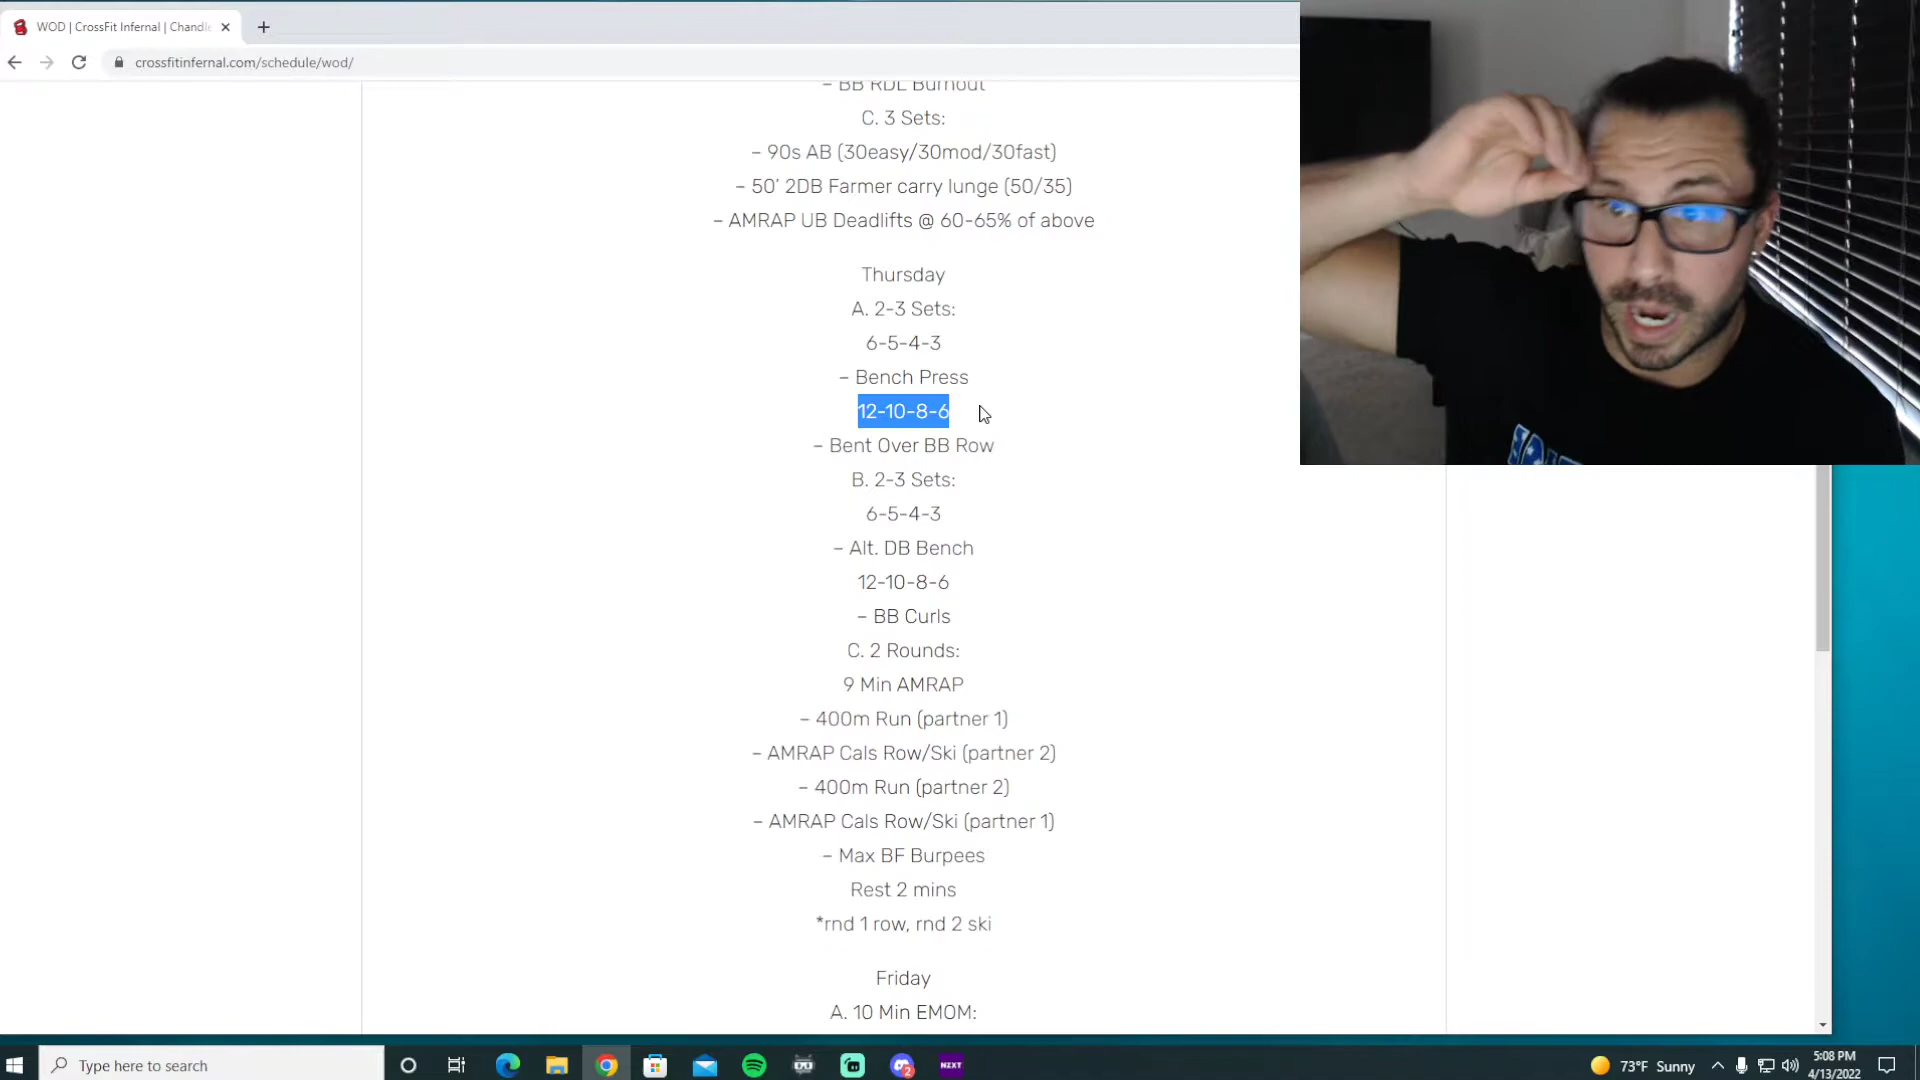 WOD | CrossFit Infernal | Chandle
crossfitinfernal.com/schedule/wod/
– BB RDL Burnout
C. 3 Sets:
– 90s AB (30easy/30mod/30fast)
– 50’ 2DB Farmer carry lunge (50/35)
– AMRAP UB Deadlifts @ 60-65% of above
Thursday
A. 2-3 Sets:
6-5-4-3
– Bench Press
12-10-8-6
– Bent Over BB Row
B. 2-3 Sets:
6-5-4-3
– Alt. DB Bench
12-10-8-6
– BB Curls
C. 2 Rounds:
9 Min AMRAP
– 400m Run (partner 1)
– AMRAP Cals Row/Ski (partner 2)
– 400m Run (partner 2)
– AMRAP Cals Row/Ski (partner 1)
– Max BF Burpees
Rest 2 mins
*rnd 1 row, rnd 2 ski
Friday
A. 10 Min EMOM:
Type here to search
2
NZXT
73°F Sunny
5:08 PM
4/13/2022